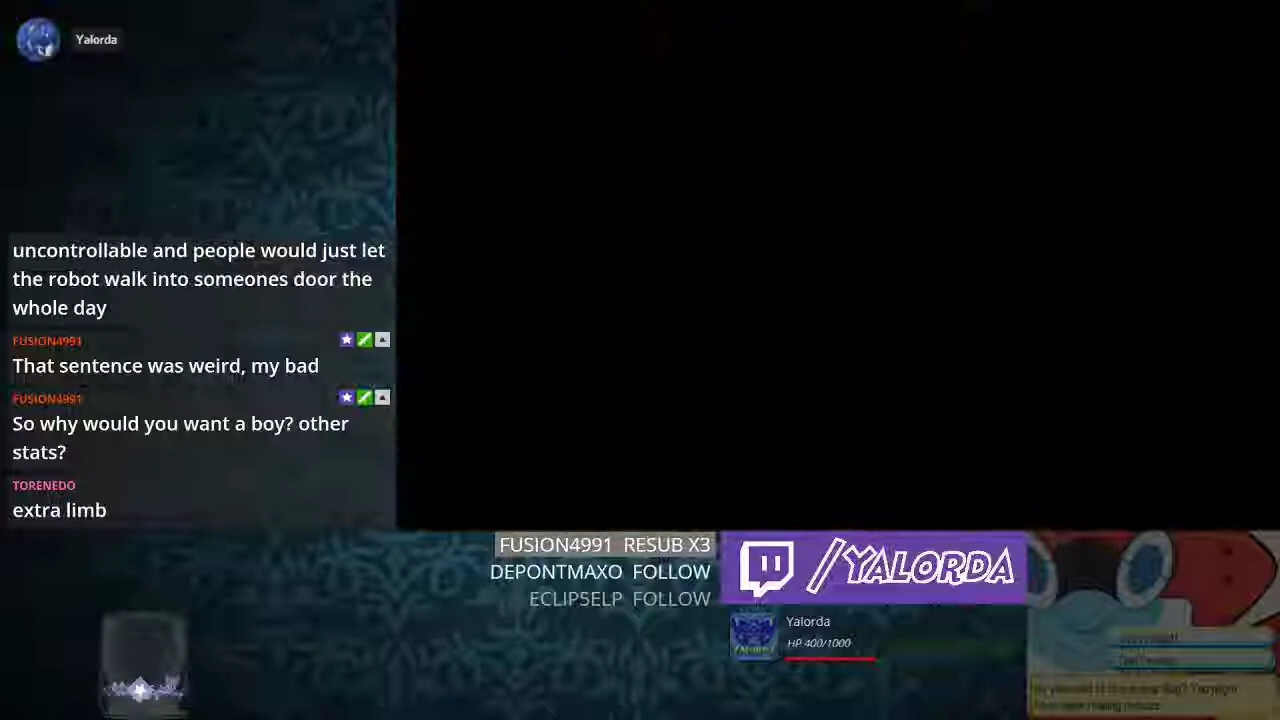 Yalorda
uncontrollable and people would just let
the robot walk into someones door the
whole day
FUSION4991
That sentence was weird, my bad
FUSION4991
So why would you want a boy? other
stats?
TORENEDO
extra limb
FUSION4991 RESUB X3
DEPONTMAXO FOLLOW
ECLIPSELP FOLLOW
/YALORDA
Yalorda
HP 400/1000